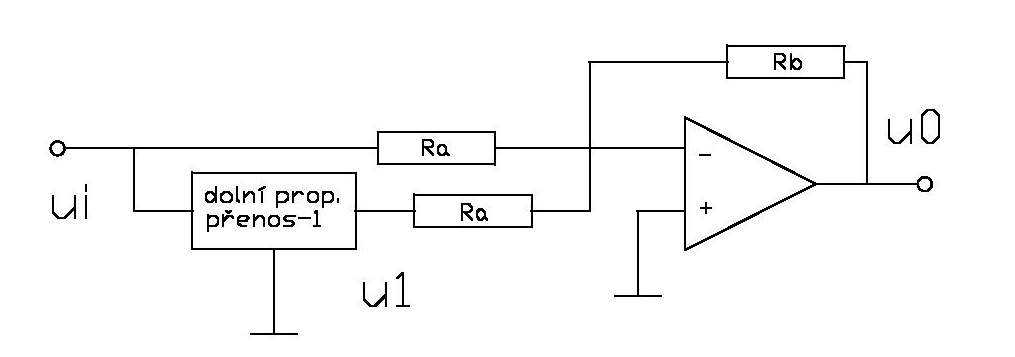 Rb
u0
Ra
-
ui
dolní prop.
přenos-1
Ra
+
u1